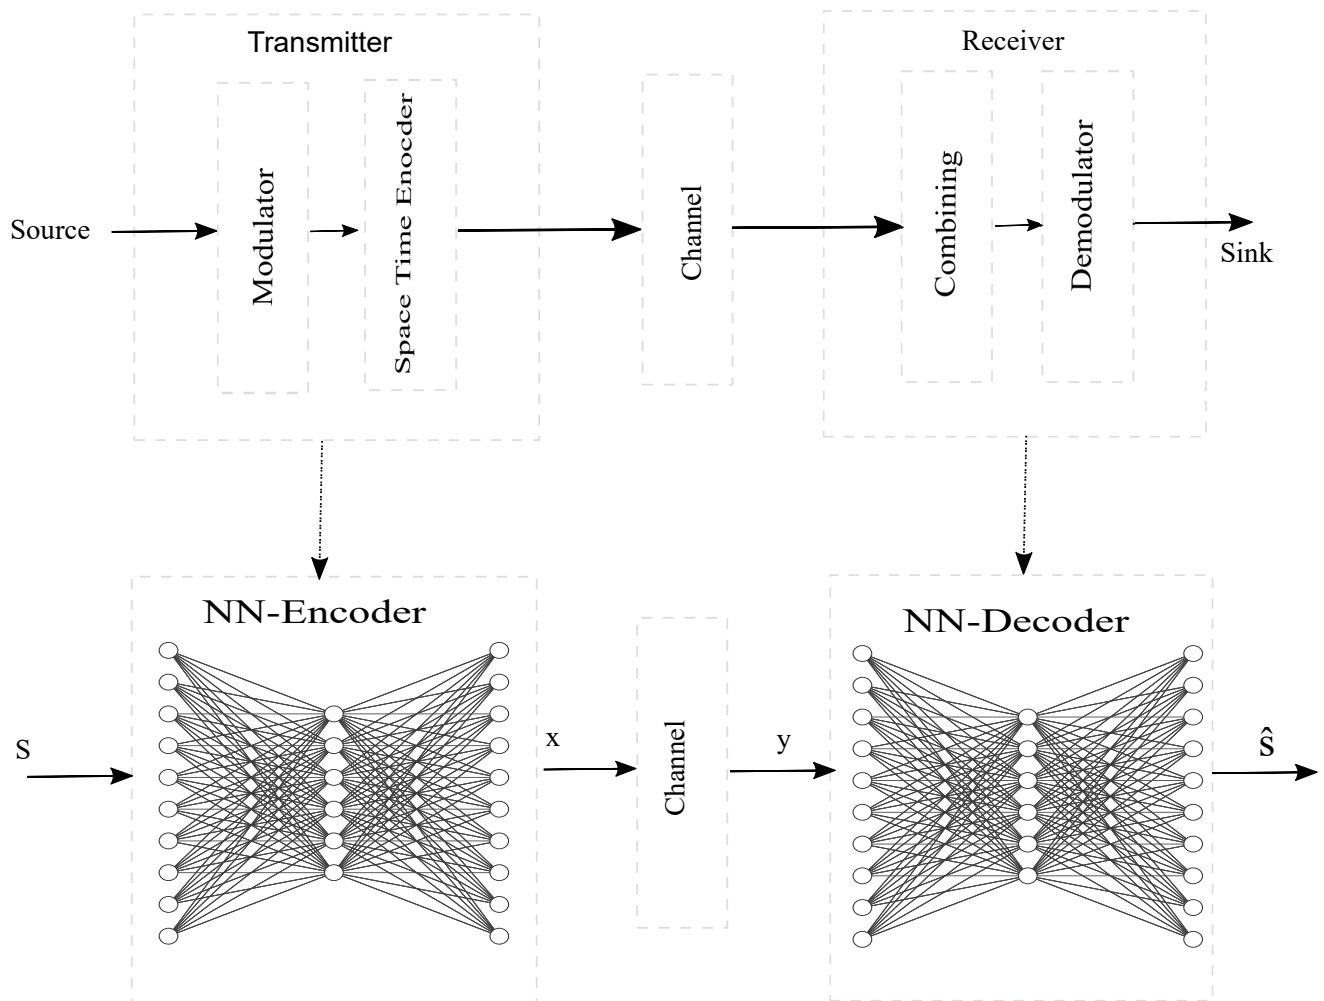 Transmitter
Receiver
Source
Modulator
Space Time Enocder
Channel
Combining
Demodulator
Sink
NN-Encoder
NN-Decoder
S
x
Channel
y
ŝ